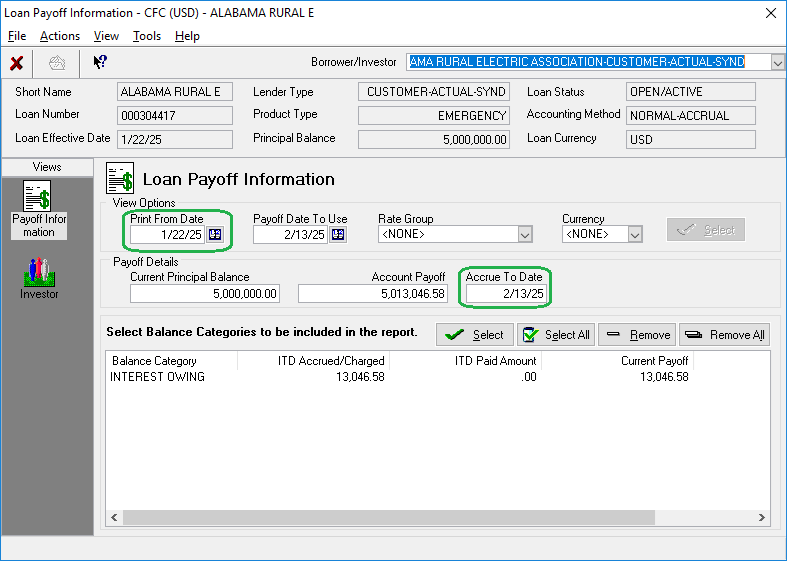 Loan Payoff Information - CFC (USD) - ALABAMA RURAL E
File Actions View Tools Help
Borrower/Investor AMA RURAL ELECTRIC ASSOCIATION-CUSTOMER-ACTUAL-SYND
Short Name ALABAMA RURAL E Lender Type CUSTOMER-ACTUAL-SYND Loan Status OPEN/ACTIVE
Loan Number 000304417 Product Type EMERGENCY Accounting Method NORMAL-ACCRUAL
Loan Effective Date 1/22/25 Principal Balance 5,000,000.00 Loan Currency USD
Views
Payoff Infor
mation
Investor
Loan Payoff Information
View Options
Print From Date Payoff Date To Use Rate Group Currency
1/22/25 2/13/25 <NONE> <NONE> Select
Payoff Details
Current Principal Balance Account Payoff Accrue To Date
5,000,000.00 5,013,046.58 2/13/25
Select Balance Categories to be included in the report. Select Select All Remove Remove All
Balance Category ITD Accrued/Charged ITD Paid Amount Current Payoff
INTEREST OWING 13,046.58 .00 13,046.58